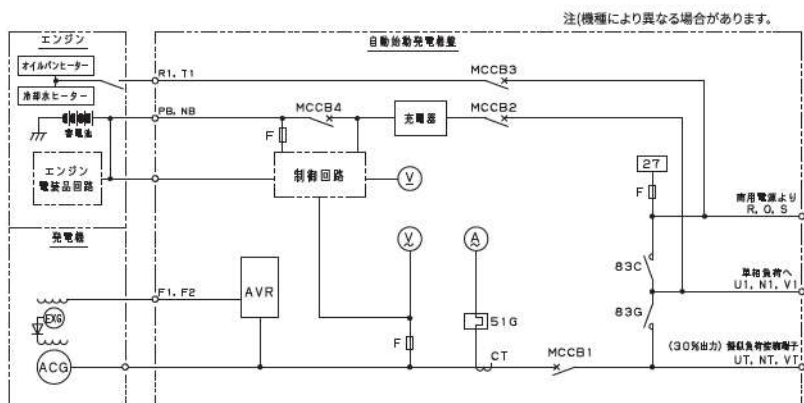 注(機種により異なる場合があります。
エンジン
自動始動発電機盤
オイルパンヒーター
冷却水ヒーター
R1, T1
MCCB3
PB, NB
MCCB4
充電器
MCCB2
蓄電池
F
エンジン
電装品回路
制御回路
V
27
F
商用電源より
R, O, S
発電機
V
A
83C
単相負荷へ
U1, N1, V1
F1, F2
AVR
EXG
51G
83G
F
CT
MCCB1
(30%出力) 擬似負荷接続端子
UT, NT, VT
ACG